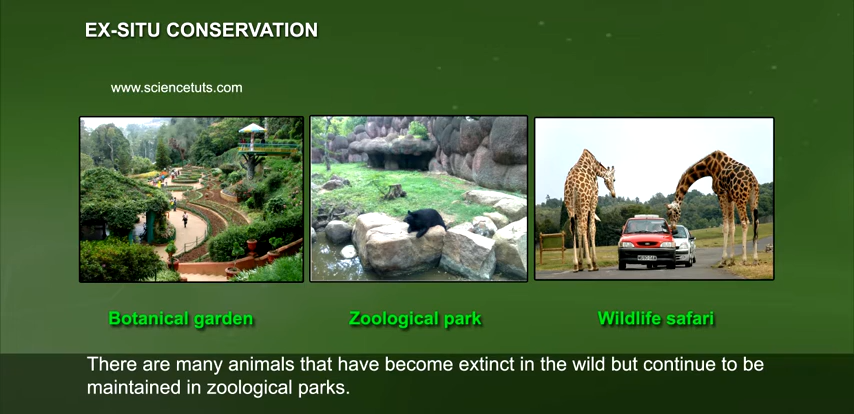 EX-SITU CONSERVATION
www.sciencetuts.com
Botanical garden
Zoological park
Wildlife safari
There are many animals that have become extinct in the wild but continue to be
maintained in zoological parks.